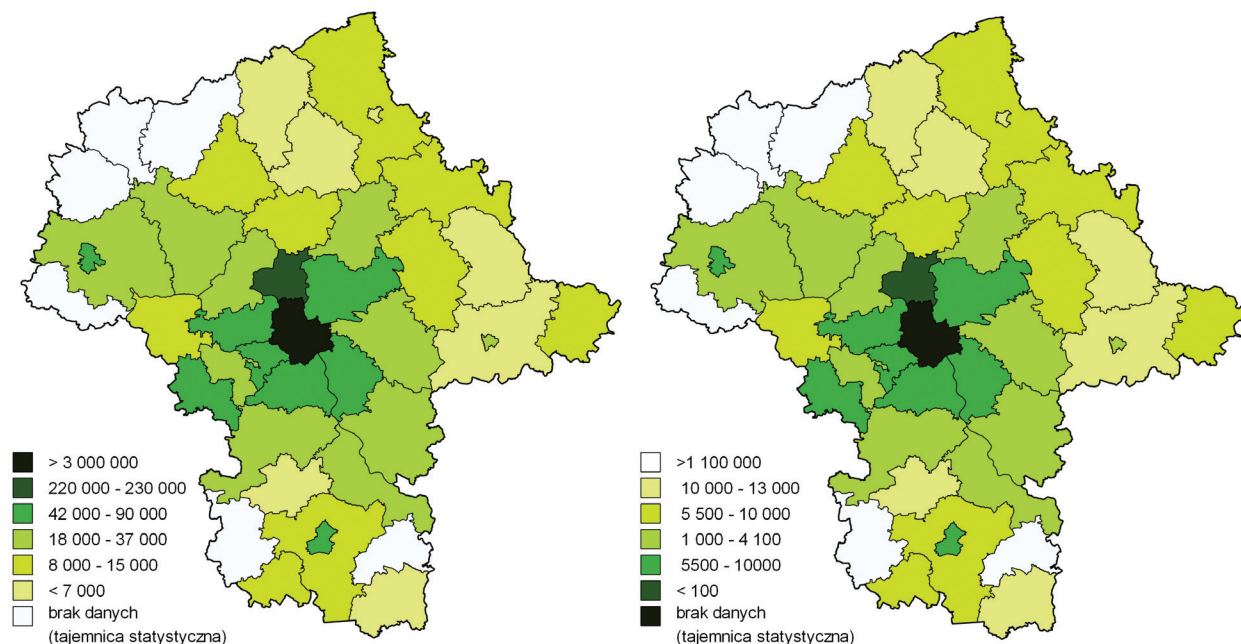 > 3 000 000
220 000 - 230 000
42 000 - 90 000
18 000 - 37 000
8 000 - 15 000
< 7 000
brak danych
(tajemnica statystyczna)
>1 100 000
10 000 - 13 000
5 500 - 10 000
1 000 - 4 100
5500 - 10000
< 100
brak danych
(tajemnica statystyczna)